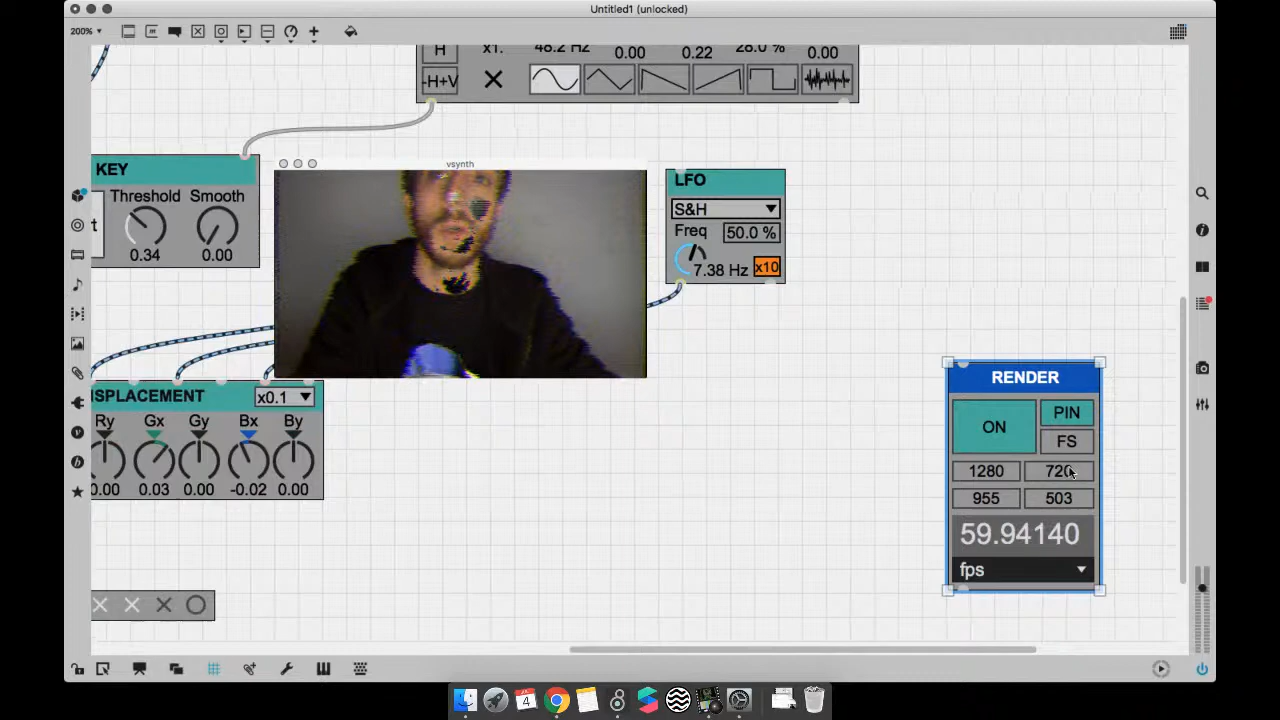 Untitled1 (unlocked)
200%
H
x1.
48.2 Hz
0.00
0.22
28.0 %
0.00
-H+V
KEY
Threshold
Smooth
t
0.34
0.00
vsynth
LFO
S&H
Freq
50.0 %
7.38 Hz
x10
ISPLACEMENT
x0.1
Ry
Gx
Gy
Bx
By
0.00
0.03
0.00
-0.02
0.00
RENDER
ON
PIN
FS
1280
720
955
503
59.94140
fps
4